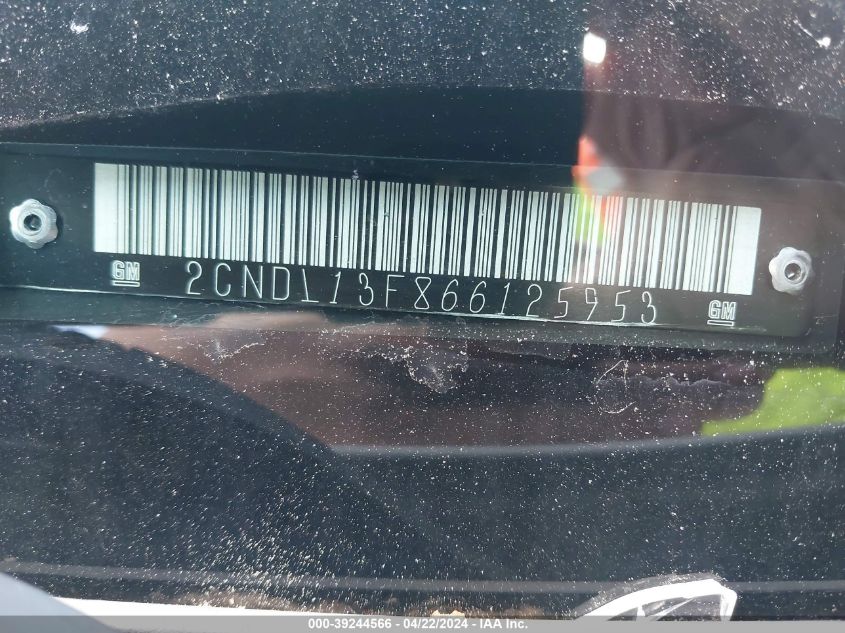 GM 2CNDL13F866125953 GM
000-39244566 - 04/22/2024 - IAA Inc.